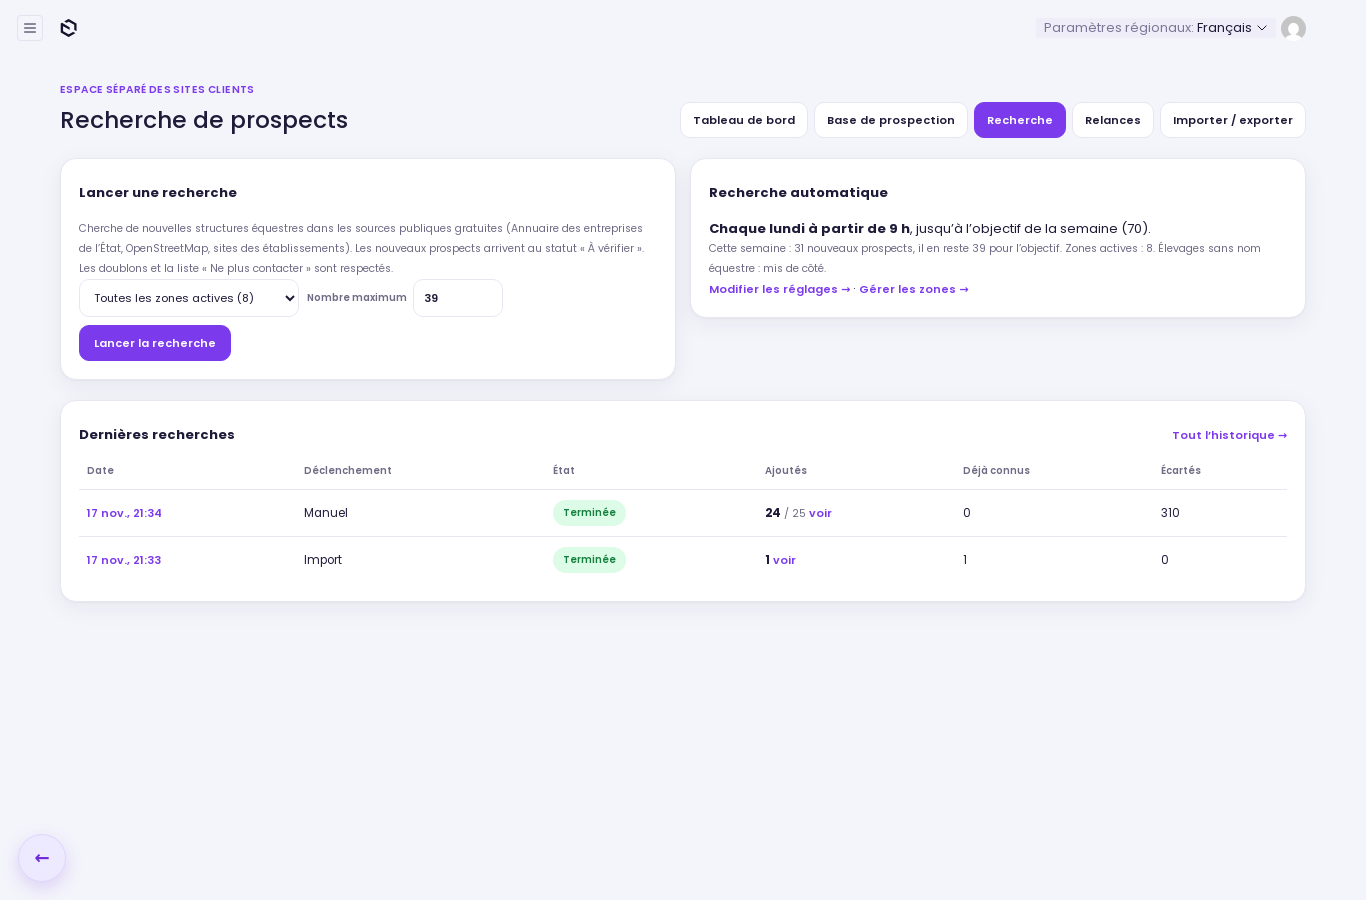 Paramètres régionaux: Français
ESPACE SÉPARÉ DES SITES CLIENTS
Recherche de prospects
Tableau de bord
Base de prospection
Recherche
Relances
Importer / exporter
Lancer une recherche
Cherche de nouvelles structures équestres dans les sources publiques gratuites (Annuaire des entreprises
de l’État, OpenStreetMap, sites des établissements). Les nouveaux prospects arrivent au statut « À vérifier ».
Les doublons et la liste « Ne plus contacter » sont respectés.
Toutes les zones actives (8)
Nombre maximum
39
Lancer la recherche
Recherche automatique
Chaque lundi à partir de 9 h, jusqu’à l’objectif de la semaine (70).
Cette semaine : 31 nouveaux prospects, il en reste 39 pour l’objectif. Zones actives : 8. Élevages sans nom
équestre : mis de côté.
Modifier les réglages → · Gérer les zones →
Dernières recherches
Tout l’historique →
Date Déclenchement État Ajoutés Déjà connus Écartés
17 nov., 21:34 Manuel Terminée 24 / 25 voir 0 310
17 nov., 21:33 Import Terminée 1 voir 1 0
←